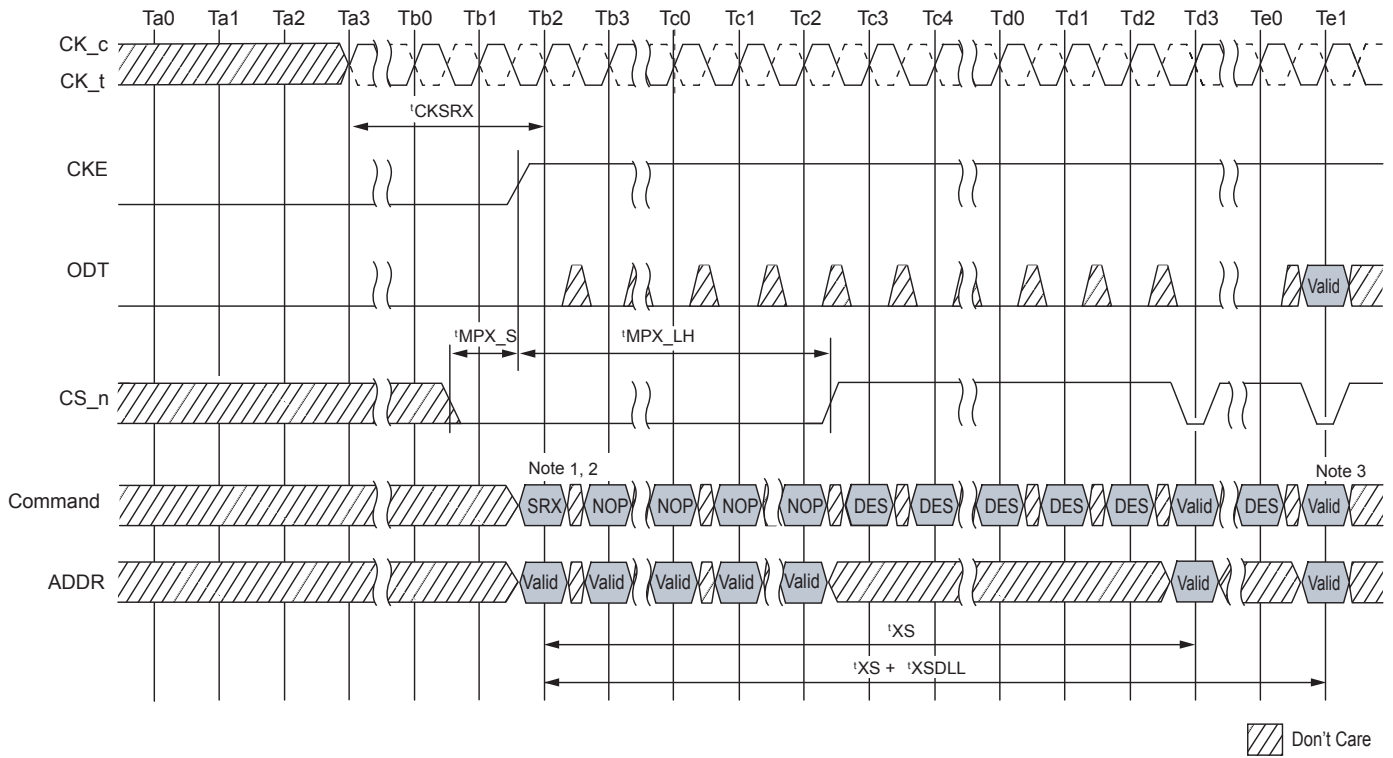 Ta0 Ta1 Ta2 Ta3 Tb0 Tb1 Tb2 Tb3 Tc0 Tc1 Tc2 Tc3 Tc4 Td0 Td1 Td2 Td3 Te0 Te1
CK_c
CK_t
tCKSRX
CKE
ODT
Valid
tMPX_S tMPX_LH
CS_n
Note 1, 2 Note 3
Command SRX NOP NOP NOP NOP DES DES DES DES DES Valid DES Valid
ADDR Valid Valid Valid Valid Valid Valid Valid
tXS
tXS + tXSDLL
Don't Care